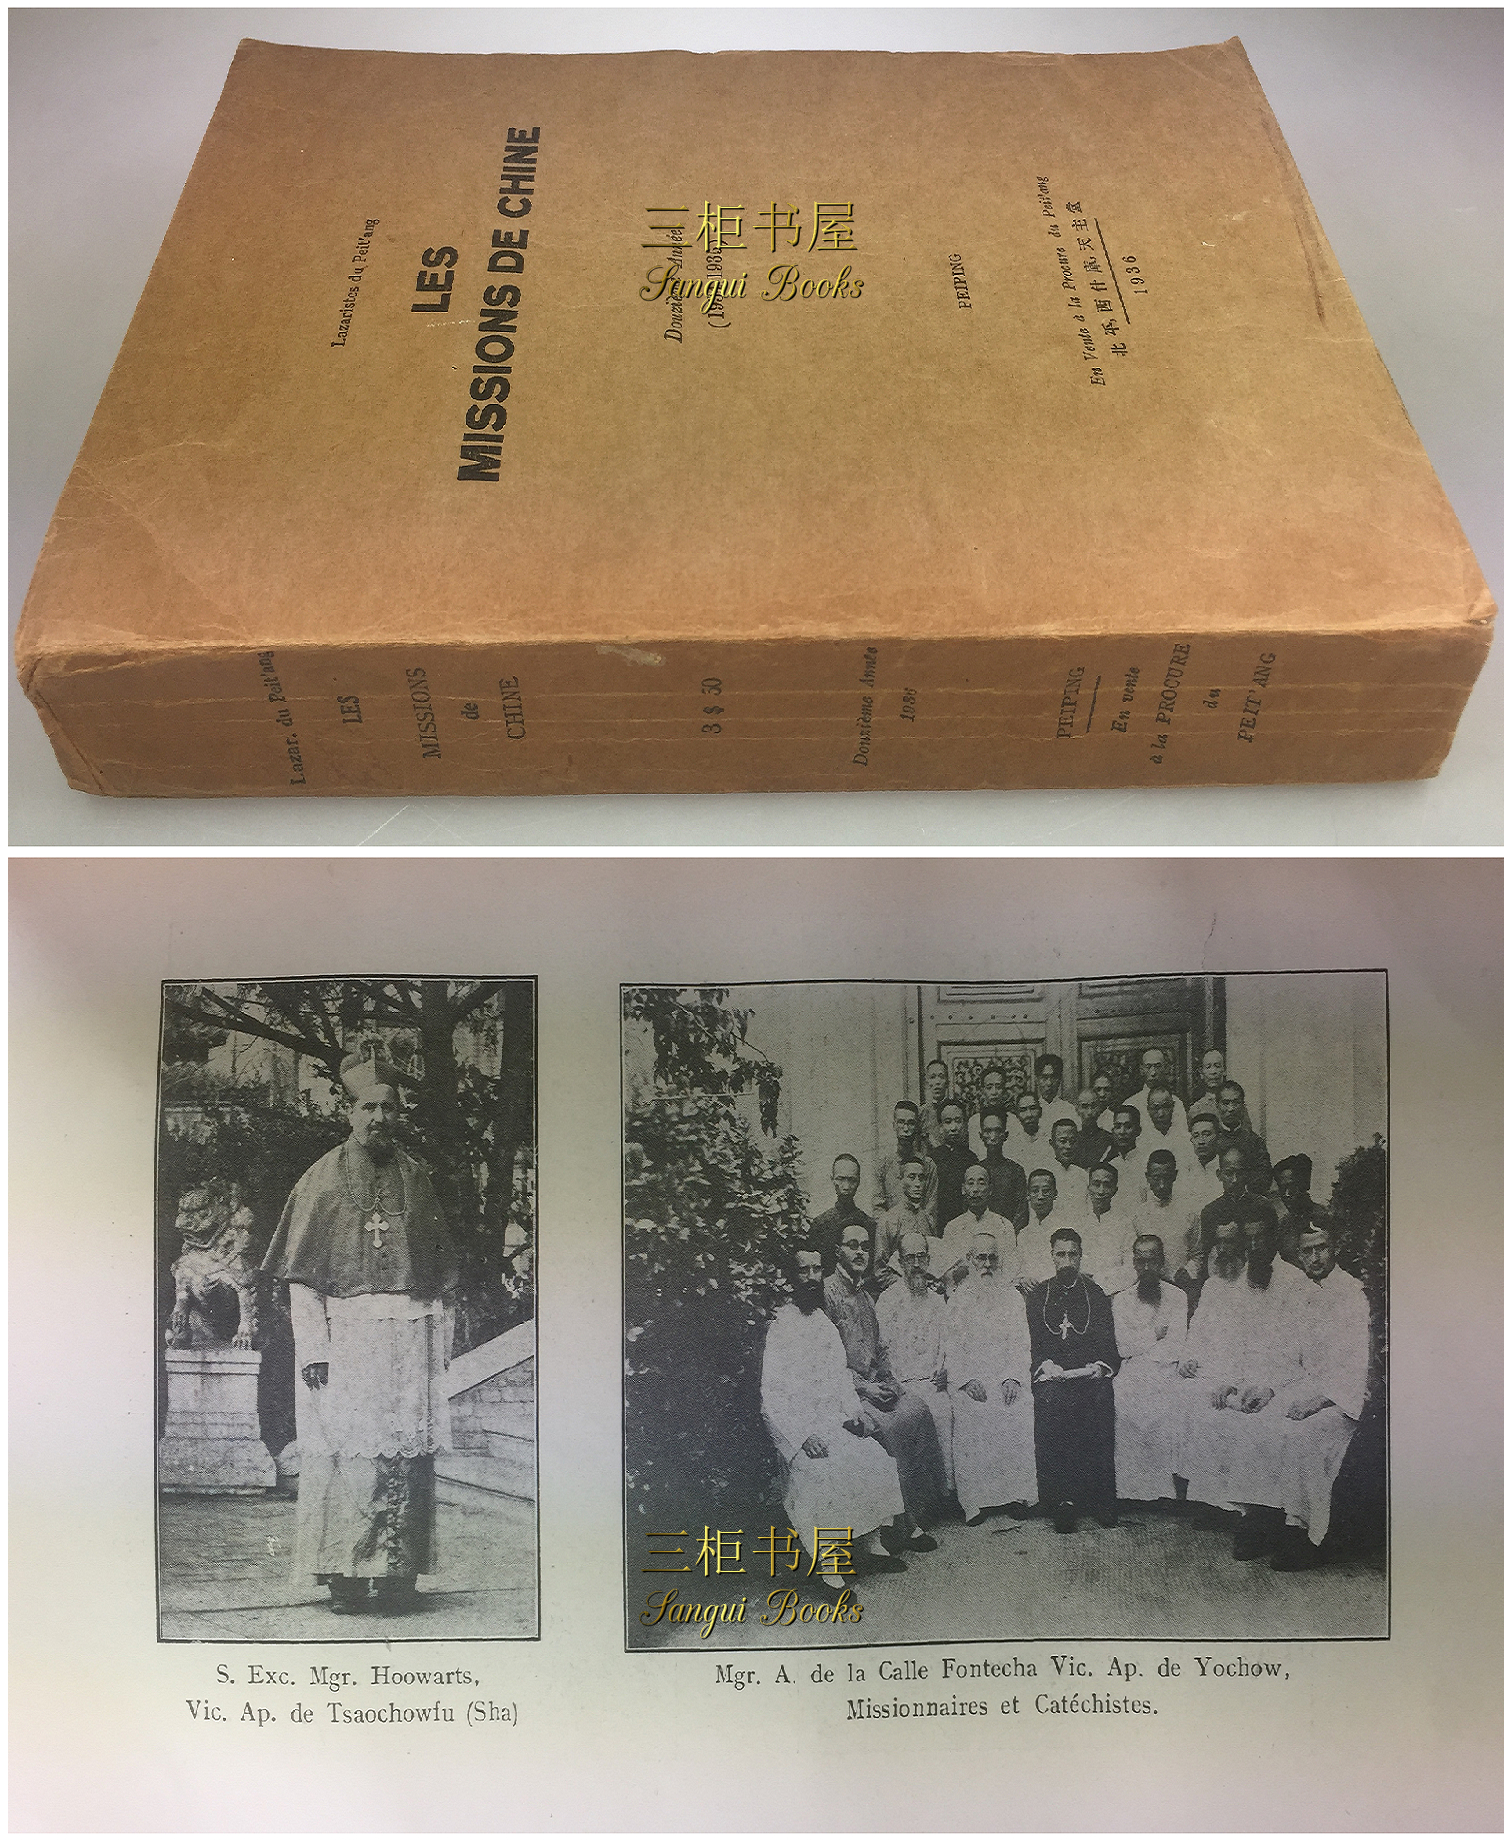 Lazaristes du Peit'ang
LES
MISSIONS DE CHINE
Douzième Année
三柜书屋
Sangui Books
PEIPING
En Vente à la Procure du Peit'ang
北平, 西什庫天主堂
1936
Lazar. du Peit'ang
LES
MISSIONS
de
CHINE
3 $ 50
Douzième Année
1936
PEIPING
En vente
à la PROCURE
du
PEIT'ANG
三柜书屋
Sangui Books
S. Exc. Mgr. Hoowarts,
Vic. Ap. de Tsaochowfu (Sha)
Mgr. A. de la Calle Fontecha Vic. Ap. de Yochow,
Missionnaires et Catéchistes.